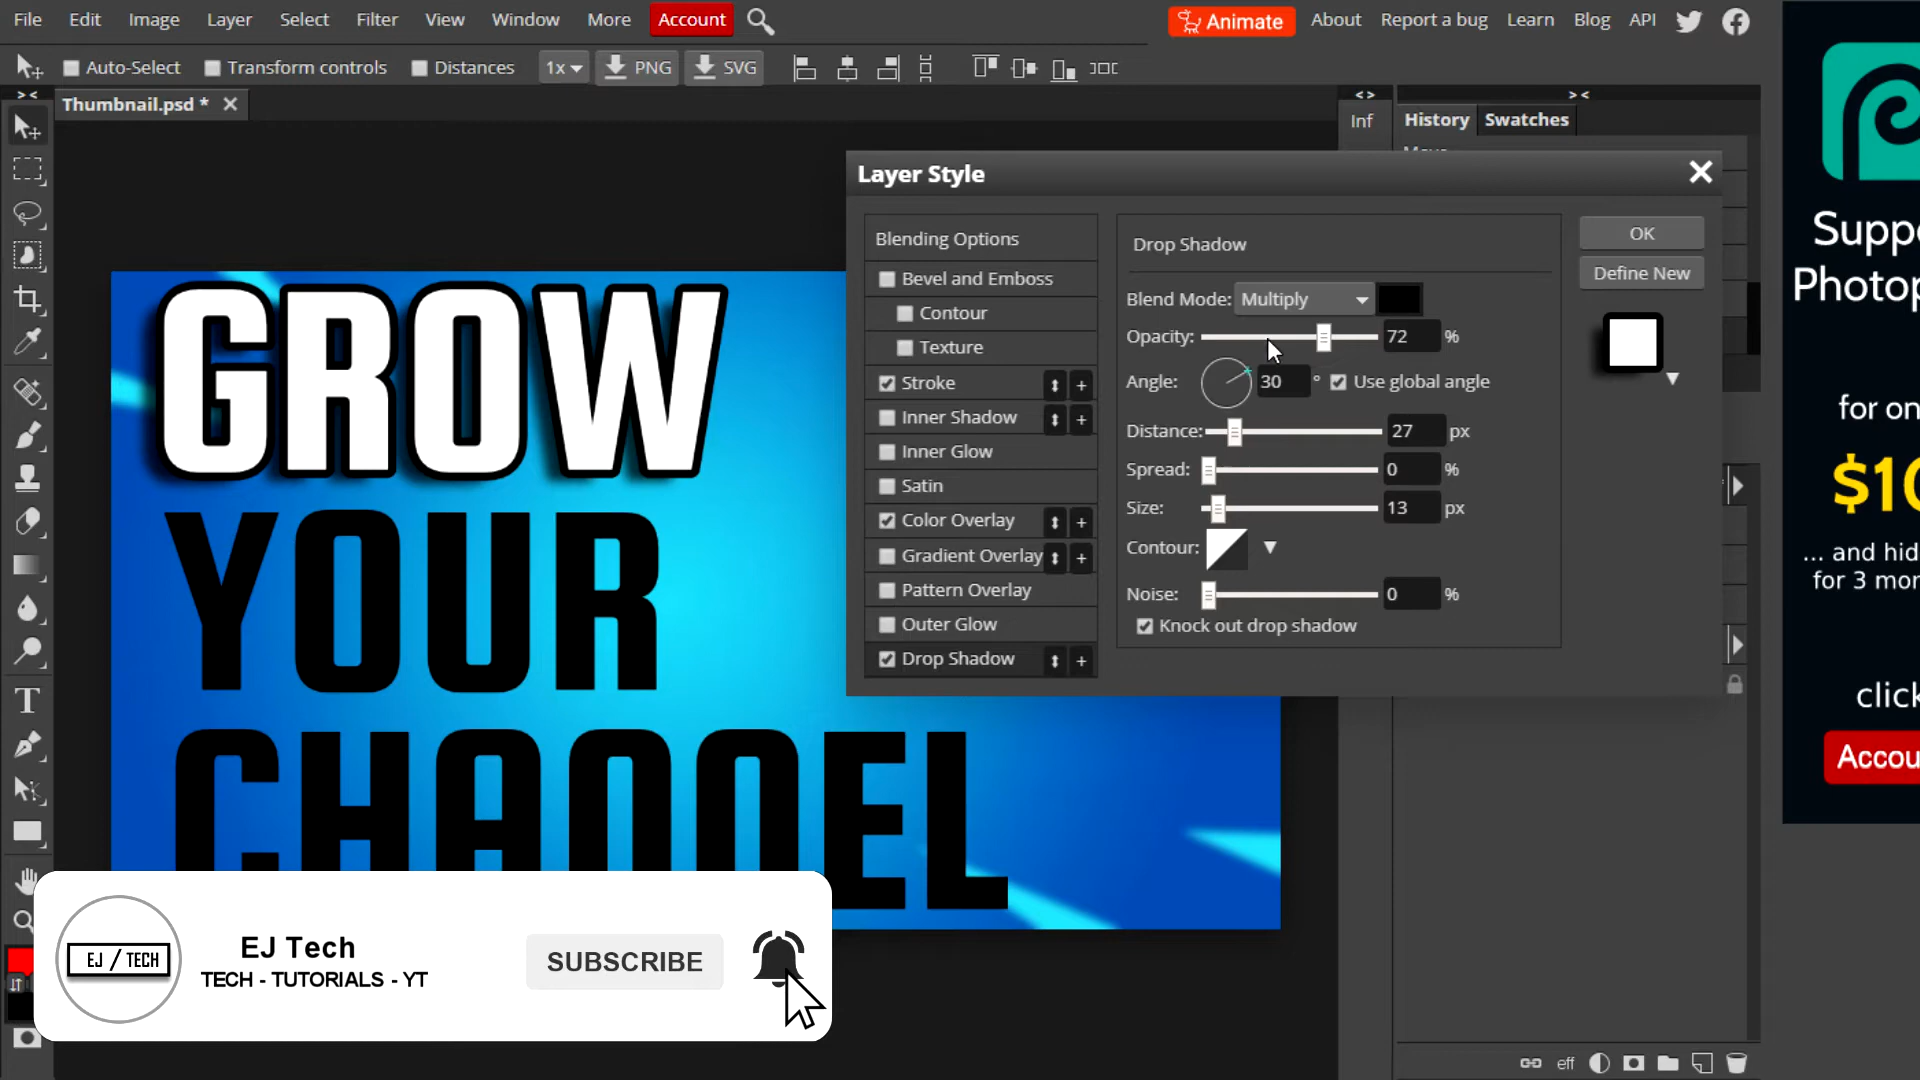 File Edit Image Layer Select Filter View Window More Account
Animate About Report a bug Learn Blog API
Auto-Select Transform controls Distances 1x PNG SVG
Thumbnail.psd *
Inf History Swatches
Layer Style
Blending Options
Bevel and Emboss
Contour
Texture
Stroke
Inner Shadow
Inner Glow
Satin
Color Overlay
Gradient Overlay
Pattern Overlay
Outer Glow
Drop Shadow
Drop Shadow
Blend Mode: Multiply
Opacity: 72 %
Angle: 30 ° Use global angle
Distance: 27 px
Spread: 0 %
Size: 13 px
Contour:
Noise: 0 %
Knock out drop shadow
OK
Define New
GROW
YOUR
CHANNEL
EJ / TECH
EJ Tech
TECH - TUTORIALS - YT
SUBSCRIBE
T
eff
Suppo
Photop
for on
$10
... and hid
for 3 mor
click
Accou